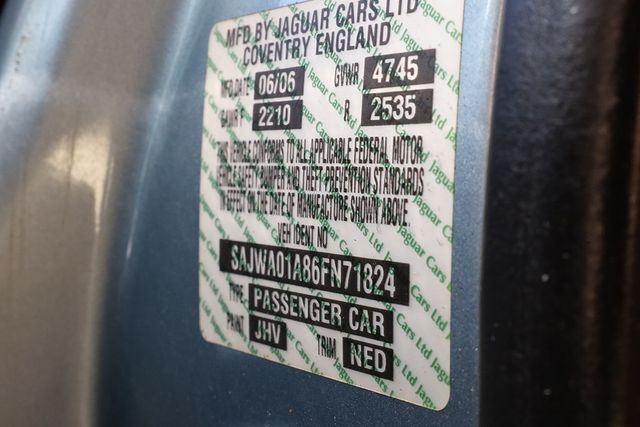 MFD BY JAGUAR CARS LTD
COVENTRY ENGLAND
MFD DATE 06/06 GVWR 4745
GAWR F 2210 R 2535
THIS VEHICLE CONFORMS TO ALL APPLICABLE FEDERAL MOTOR
VEHICLE SAFETY BUMPER AND THEFT PREVENTION STANDARDS
IN EFFECT ON THE DATE OF MANUFACTURE SHOWN ABOVE.
VEH IDENT NO
SAJWA01A86FN71824
TYPE PASSENGER CAR
PAINT JHV TRIM NED